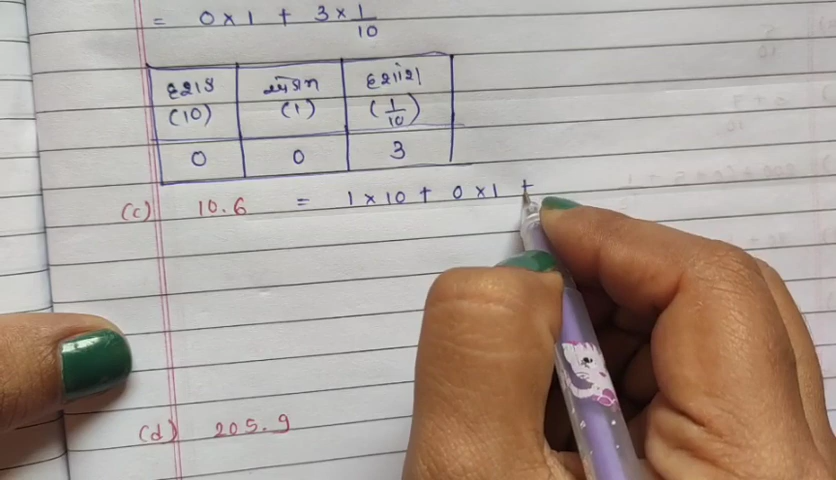 = 0 × 1 + 3 × 1/10
દશક એકમ દશાંશ
(10) (1) (1/10)
0 0 3
(c) 10.6 = 1 × 10 + 0 × 1 +
(d) 205.9